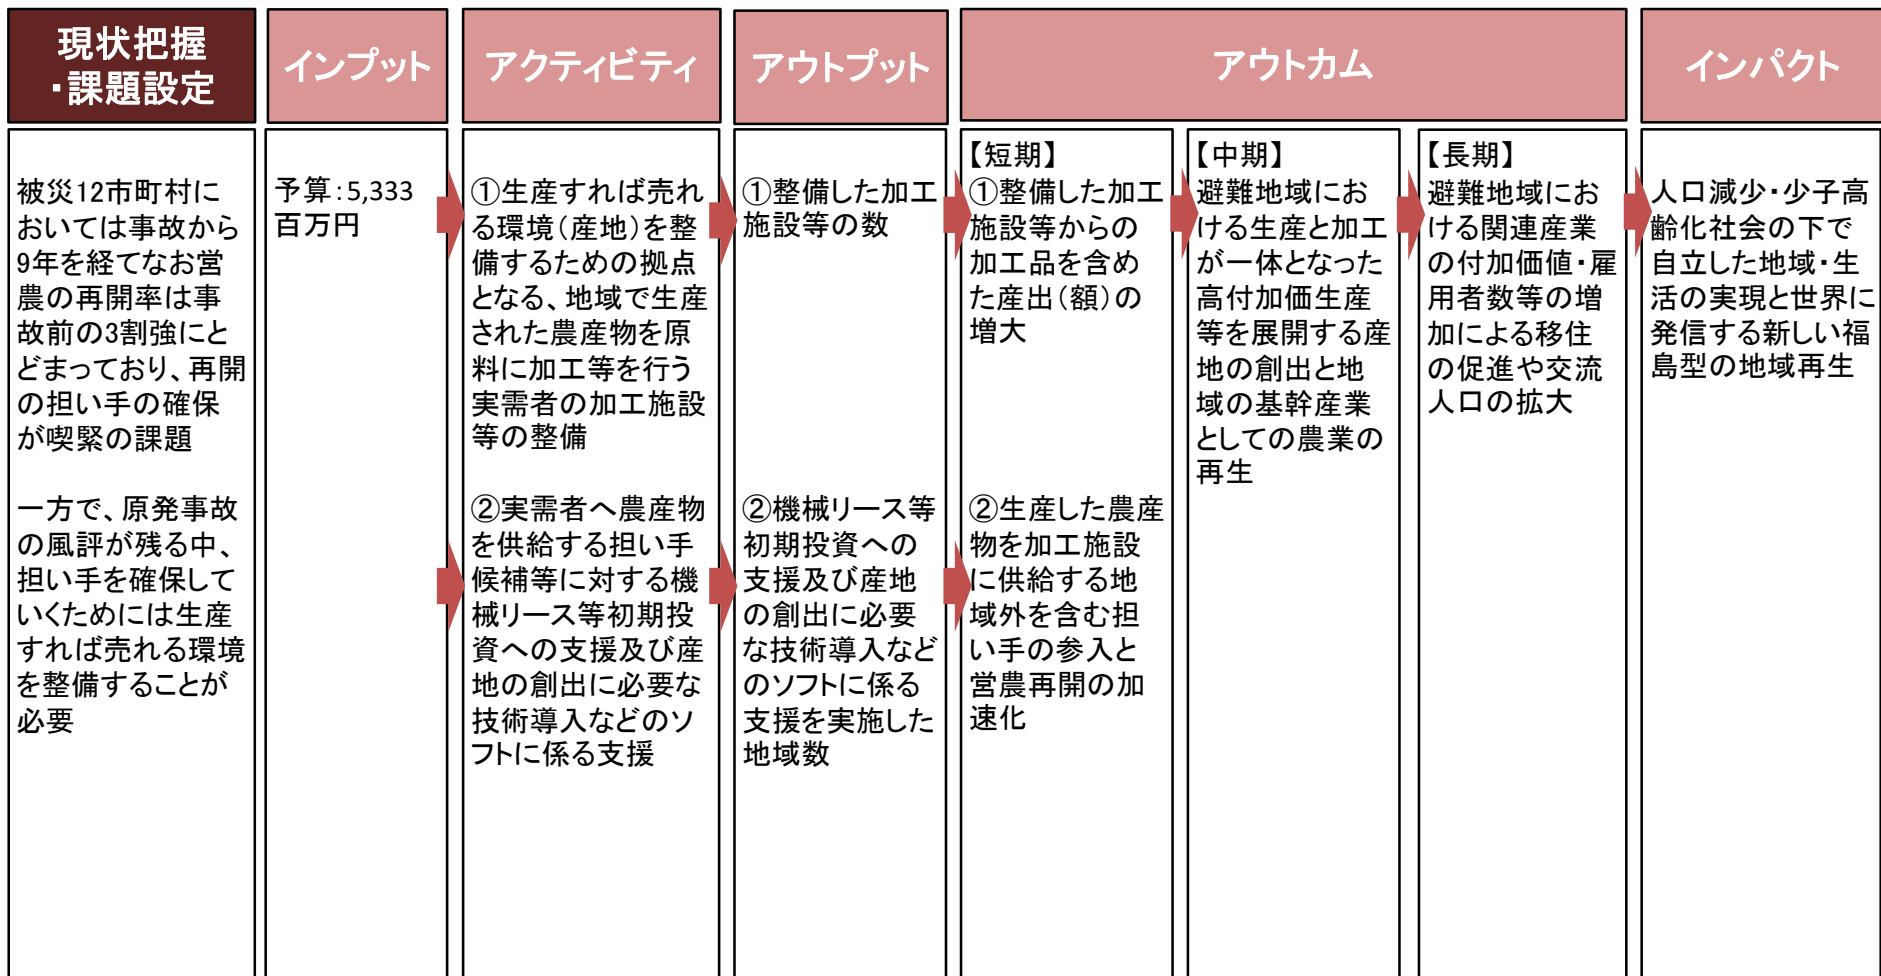 現状把握
・課題設定
インプット
アクティビティ
アウトプット
アウトカム
インパクト
被災12市町村に
おいては事故から
9年を経てなお営
農の再開率は事
故前の3割強にと
どまっており、再開
の担い手の確保
が喫緊の課題
一方で、原発事故
の風評が残る中、
担い手を確保して
いくためには生産
すれば売れる環境
を整備することが
必要
予算:5,333
百万円
①生産すれば売れ
る環境(産地)を整
備するための拠点
となる、地域で生産
された農産物を原
料に加工等を行う
実需者の加工施設
等の整備
②実需者へ農産物
を供給する担い手
候補等に対する機
械リース等初期投
資への支援及び産
地の創出に必要な
技術導入などのソ
フトに係る支援
①整備した加工
施設等の数
②機械リース等
初期投資への
支援及び産地
の創出に必要
な技術導入など
のソフトに係る
支援を実施した
地域数
【短期】
①整備した加工
施設等からの
加工品を含め
た産出(額)の
増大
②生産した農産
物を加工施設
に供給する地
域外を含む担
い手の参入と
営農再開の加
速化
【中期】
避難地域にお
ける生産と加工
が一体となった
高付加価生産
等を展開する産
地の創出と地
域の基幹産業
としての農業の
再生
【長期】
避難地域にお
ける関連産業
の付加価値・雇
用者数等の増
加による移住
の促進や交流
人口の拡大
人口減少・少子高
齢化社会の下で
自立した地域・生
活の実現と世界に
発信する新しい福
島型の地域再生